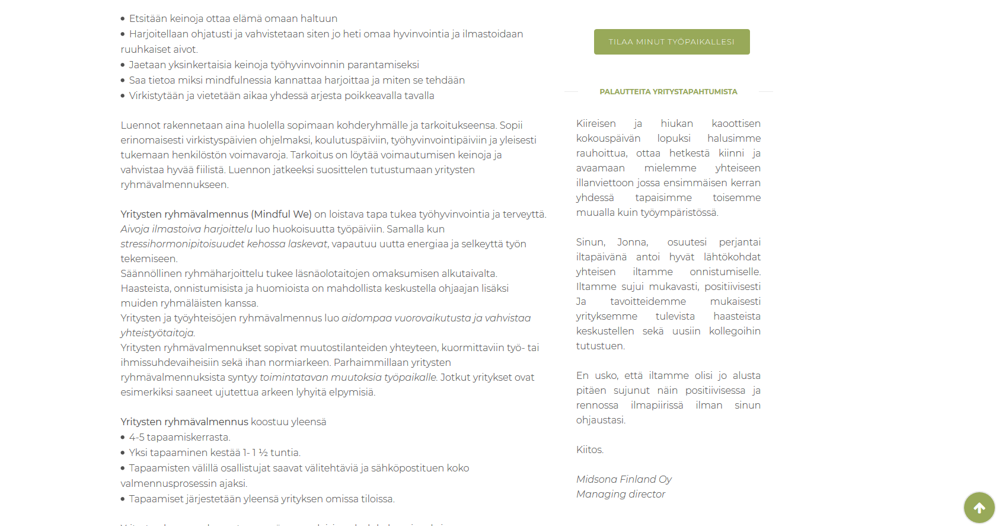 • Etsitään keinoja ottaa elämä omaan haltuun
• Harjoitellaan ohjatusti ja vahvistetaan siten jo heti omaa hyvinvointia ja ilmastoidaan
ruuhkaiset aivot.
• Jaetaan yksinkertaisia keinoja työhyvinvoinnin parantamiseksi
• Saa tietoa miksi mindfulnessia kannattaa harjoittaa ja miten se tehdään
• Virkistytään ja vietetään aikaa yhdessä arjesta poikkeavalla tavalla
Luennot rakennetaan aina huolella sopimaan kohderyhmälle ja tarkoitukseensa. Sopii
erinomaisesti virkistyspäivien ohjelmaksi, koulutuspäiviin, työhyvinvointipäiviin ja yleisesti
tukemaan henkilöstön voimavaroja. Tarkoitus on löytää voimautumisen keinoja ja
vahvistaa hyvää fiilistä. Luennon jatkeeksi suosittelen tutustumaan yritysten
ryhmävalmennukseen.
Yritysten ryhmävalmennus (Mindful We) on loistava tapa tukea työhyvinvointia ja terveyttä.
Aivoja ilmastoiva harjoittelu luo huokoisuutta työpäiviin. Samalla kun
stressihormonipitoisuudet kehossa laskevat, vapautuu uutta energiaa ja selkeyttä työn
tekemiseen.
Säännöllinen ryhmäharjoittelu tukee läsnäolotaitojen omaksumisen alkutaivalta.
Haasteista, onnistumisista ja huomioista on mahdollista keskustella ohjaajan lisäksi
muiden ryhmäläisten kanssa.
Yritysten ja työyhteisöjen ryhmävalmennus luo aidompaa vuorovaikutusta ja vahvistaa
yhteistyötaitoja.
Yritysten ryhmävalmennukset sopivat muutostilanteiden yhteyteen, kuormittaviin työ- tai
ihmissuhdevaiheisiin sekä ihan normiarkeen. Parhaimmillaan yritysten
ryhmävalmennuksista syntyy toimintatavan muutoksia työpaikalle. Jotkut yritykset ovat
esimerkiksi saaneet ujutettua arkeen lyhyitä elpymisiä.
Yritysten ryhmävalmennus koostuu yleensä
• 4-5 tapaamiskerrasta.
• Yksi tapaaminen kestää 1- 1 ½ tuntia.
• Tapaamisten välillä osallistujat saavat välitehtäviä ja sähköpostituen koko
valmennusprosessin ajaksi.
• Tapaamiset järjestetään yleensä yrityksen omissa tiloissa.
TILAA MINUT TYÖPAIKALLESI
PALAUTTEITA YRITYSTAPAHTUMISTA
Kiireisen ja hiukan kaoottisen
kokouspäivän lopuksi halusimme
rauhoittua, ottaa hetkestä kiinni ja
avaamaan mielemme yhteiseen
illanviettoon jossa ensimmäisen kerran
yhdessä tapaisimme toisemme
muualla kuin työympäristössä.
Sinun, Jonna, osuutesi perjantai
iltapäivänä antoi hyvät lähtökohdat
yhteisen iltamme onnistumiselle.
Iltamme sujui mukavasti, positiivisesti
Ja tavoitteidemme mukaisesti
yrityksemme tulevista haasteista
keskustellen sekä uusiin kollegoihin
tutustuen.
En usko, että iltamme olisi jo alusta
pitäen sujunut näin positiivisessa ja
rennossa ilmapiirissä ilman sinun
ohjaustasi.
Kiitos.
Midsona Finland Oy
Managing director